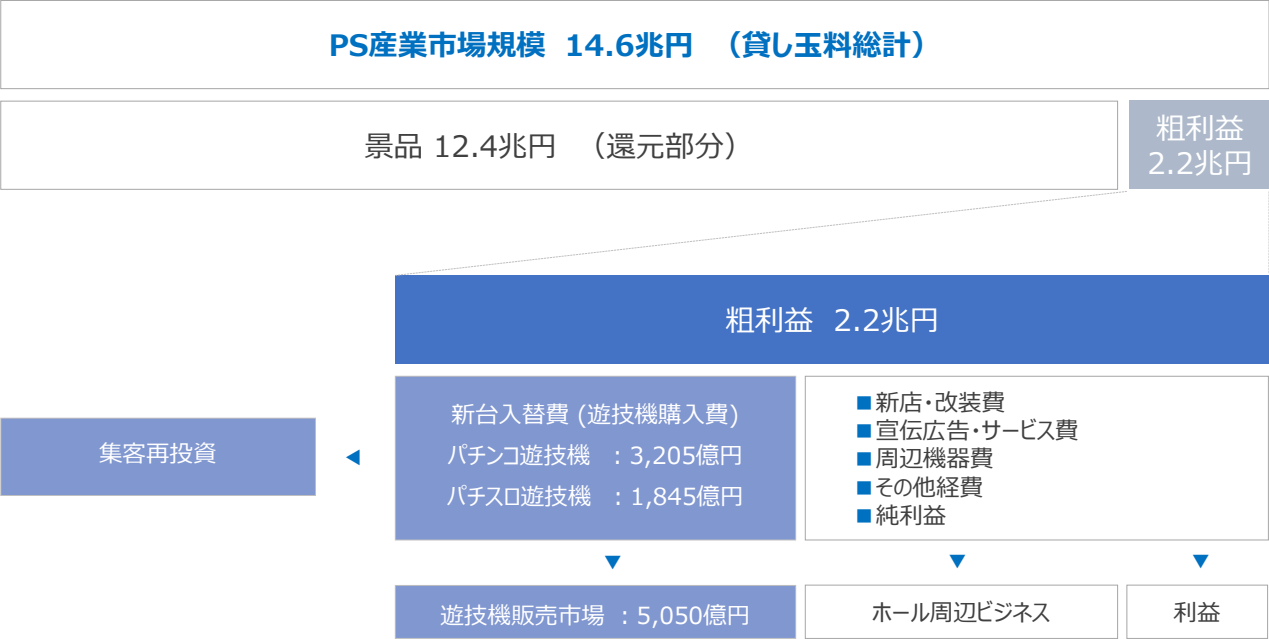 PS産業市場規模 14.6兆円 （貸し玉料総計）
景品 12.4兆円 （還元部分）
粗利益
2.2兆円
粗利益 2.2兆円
新台入替費 (遊技機購入費)
パチンコ遊技機 ：3,205億円
パチスロ遊技機 ：1,845億円
■新店・改装費
■宣伝広告・サービス費
■周辺機器費
■その他経費
■純利益
集客再投資
遊技機販売市場 ：5,050億円
ホール周辺ビジネス
利益